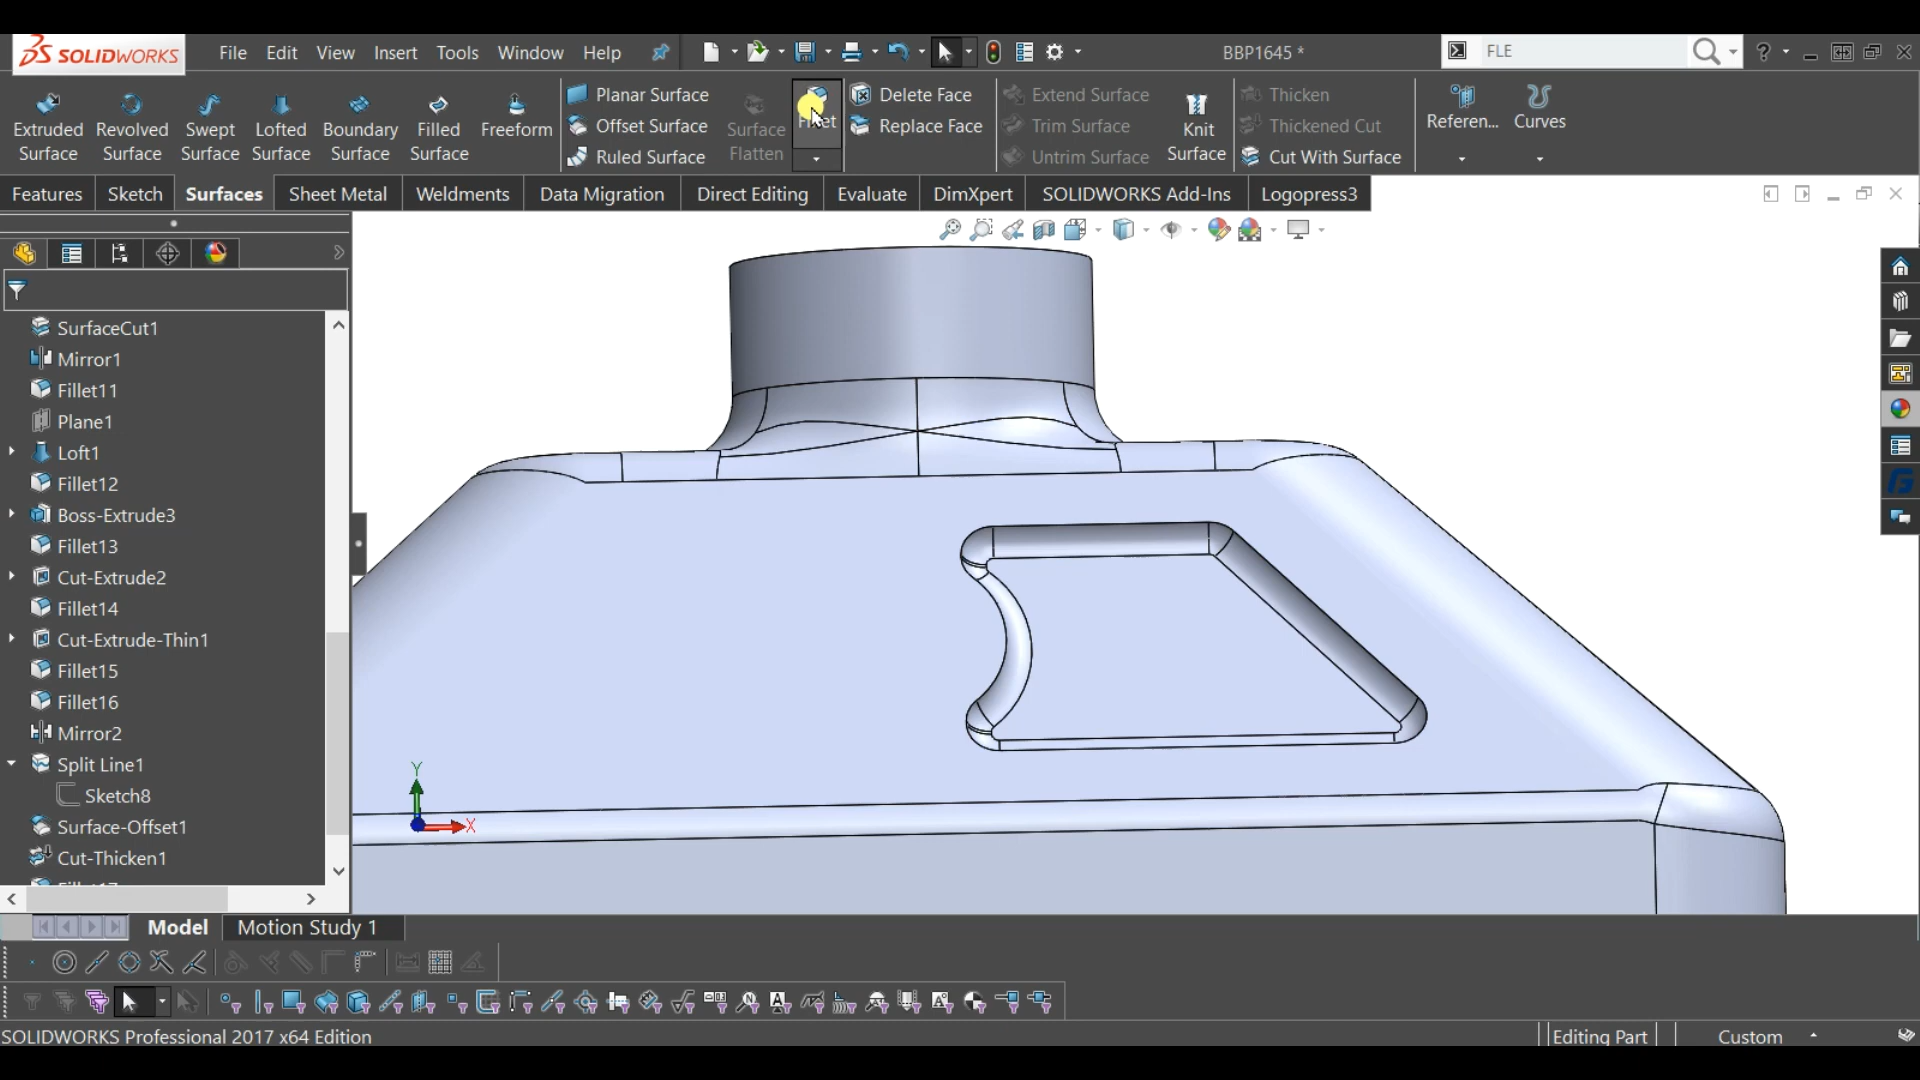 SOLIDWORKS
File Edit View Insert Tools Window Help
BBP1645 *
FLE
Extruded Surface
Revolved Surface
Swept Surface
Lofted Surface
Boundary Surface
Filled Surface
Freeform
Planar Surface
Offset Surface
Ruled Surface
Surface Flatten
Delete Face
Replace Face
Extend Surface
Trim Surface
Untrim Surface
Knit Surface
Thicken
Thickened Cut
Cut With Surface
Referen...
Curves
Features Sketch Surfaces Sheet Metal Weldments Data Migration Direct Editing Evaluate DimXpert SOLIDWORKS Add-Ins Logopress3
SurfaceCut1
Mirror1
Fillet11
Plane1
Loft1
Fillet12
Boss-Extrude3
Fillet13
Cut-Extrude2
Fillet14
Cut-Extrude-Thin1
Fillet15
Fillet16
Mirror2
Split Line1
Sketch8
Surface-Offset1
Cut-Thicken1
Y
X
Model Motion Study 1
SOLIDWORKS Professional 2017 x64 Edition
Editing Part
Custom